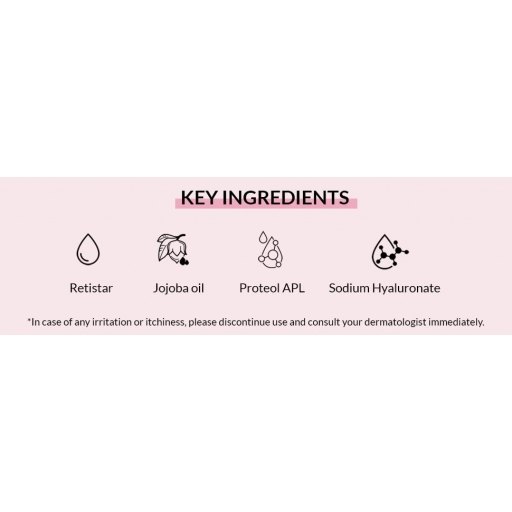 KEY INGREDIENTS
Retistar Jojoba oil Proteol APL Sodium Hyaluronate
*In case of any irritation or itchiness, please discontinue use and consult your dermatologist immediately.